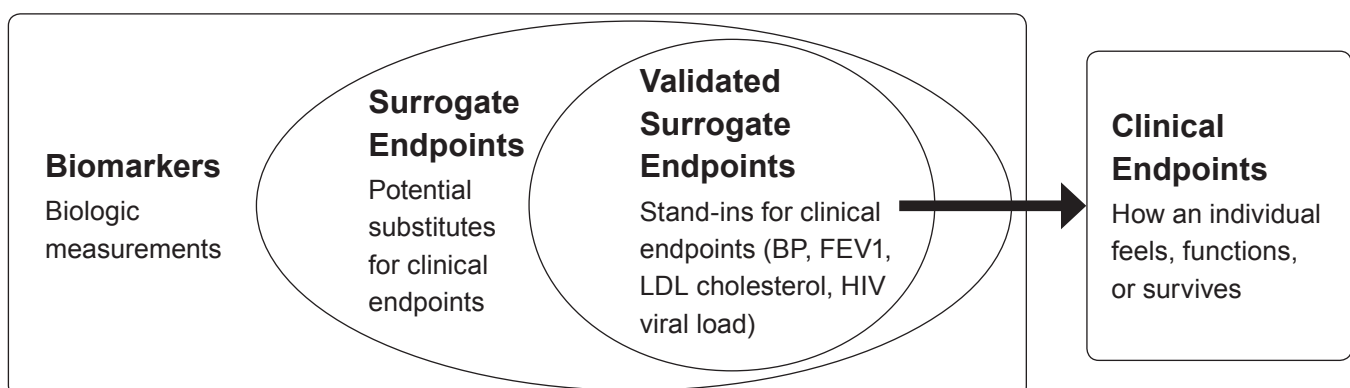 Biomarkers
Biologic
measurements
Surrogate
Endpoints
Potential
substitutes
for clinical
endpoints
Validated
Surrogate
Endpoints
Stand-ins for clinical
endpoints (BP, FEV1,
LDL cholesterol, HIV
viral load)
Clinical
Endpoints
How an individual
feels, functions,
or survives